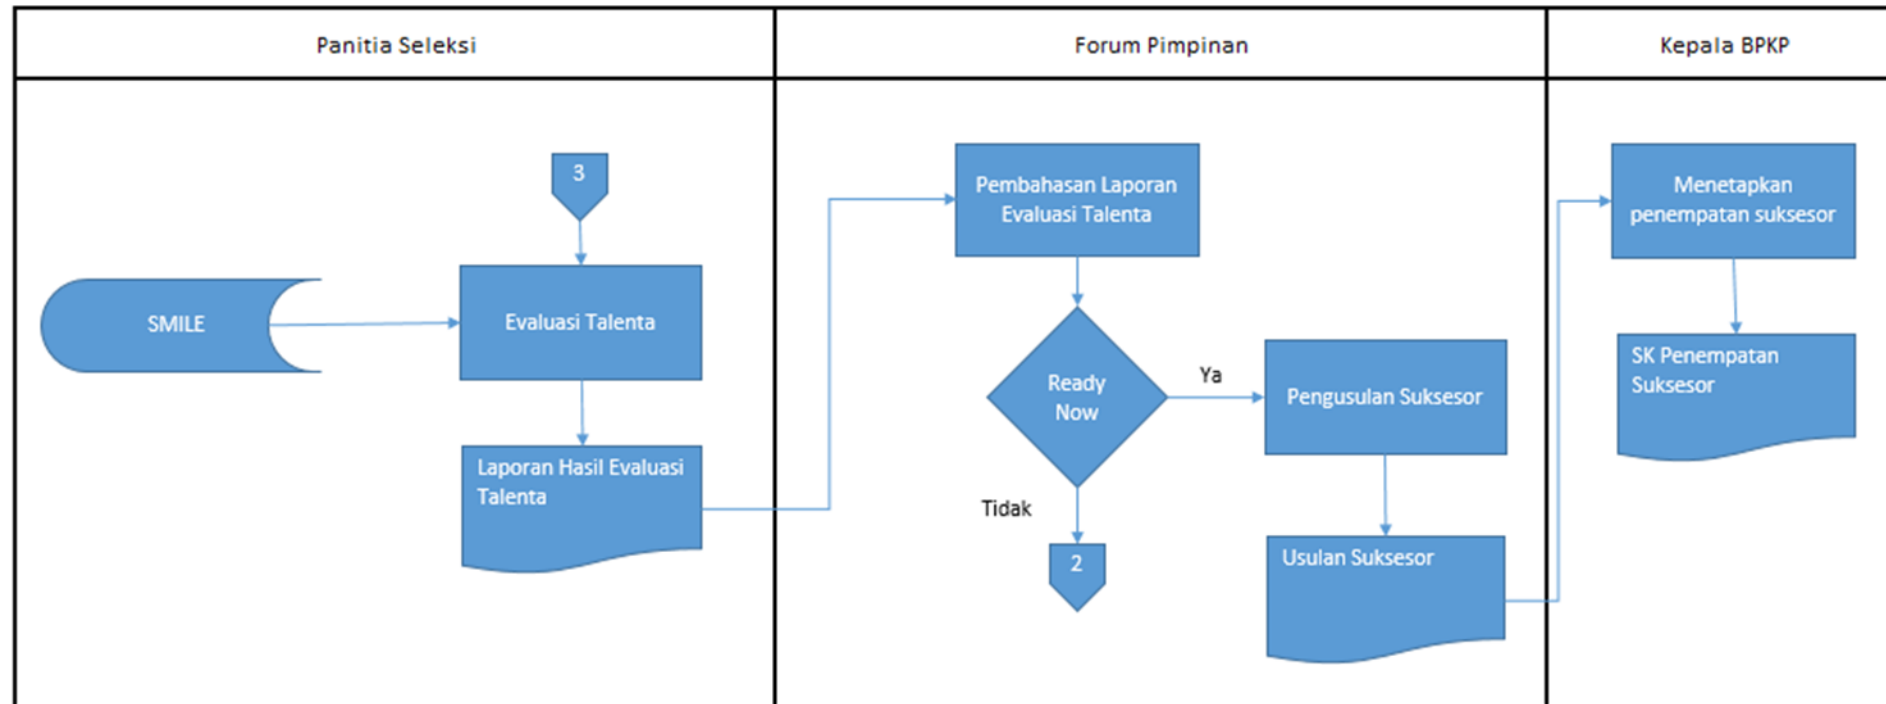 Panitia Seleksi
Forum Pimpinan
Kepala BPKP
3
SMILE
Evaluasi Talenta
Laporan Hasil Evaluasi
Talenta
Pembahasan Laporan
Evaluasi Talenta
Ready
Now
Ya
Tidak
2
Pengusulan Suksesor
Usulan Suksesor
Menetapkan
penempatan suksesor
SK Penempatan
Suksesor